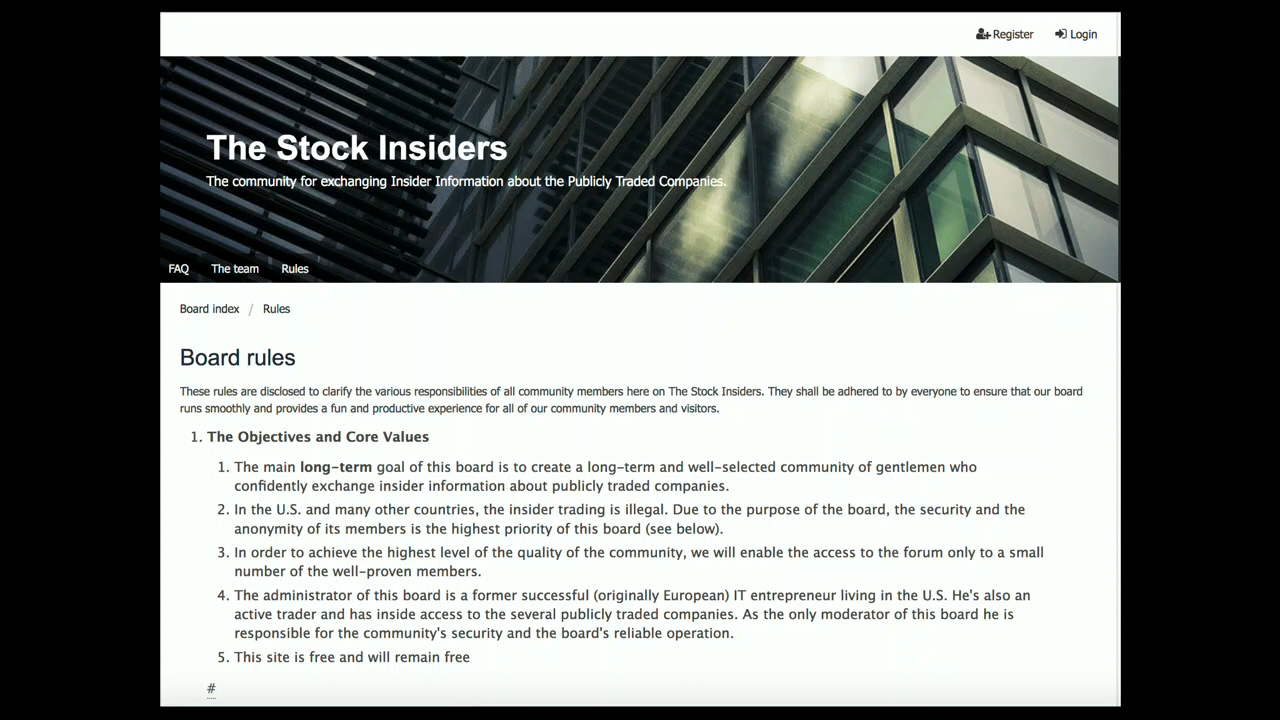 Register Login
The Stock Insiders
The community for exchanging Insider Information about the Publicly Traded Companies.
FAQ The team Rules
Board index / Rules
Board rules
These rules are disclosed to clarify the various responsibilities of all community members here on The Stock Insiders. They shall be adhered to by everyone to ensure that our board
runs smoothly and provides a fun and productive experience for all of our community members and visitors.
1. The Objectives and Core Values
1. The main long-term goal of this board is to create a long-term and well-selected community of gentlemen who
confidently exchange insider information about publicly traded companies.
2. In the U.S. and many other countries, the insider trading is illegal. Due to the purpose of the board, the security and the
anonymity of its members is the highest priority of this board (see below).
3. In order to achieve the highest level of the quality of the community, we will enable the access to the forum only to a small
number of the well-proven members.
4. The administrator of this board is a former successful (originally European) IT entrepreneur living in the U.S. He's also an
active trader and has inside access to the several publicly traded companies. As the only moderator of this board he is
responsible for the community's security and the board's reliable operation.
5. This site is free and will remain free
#